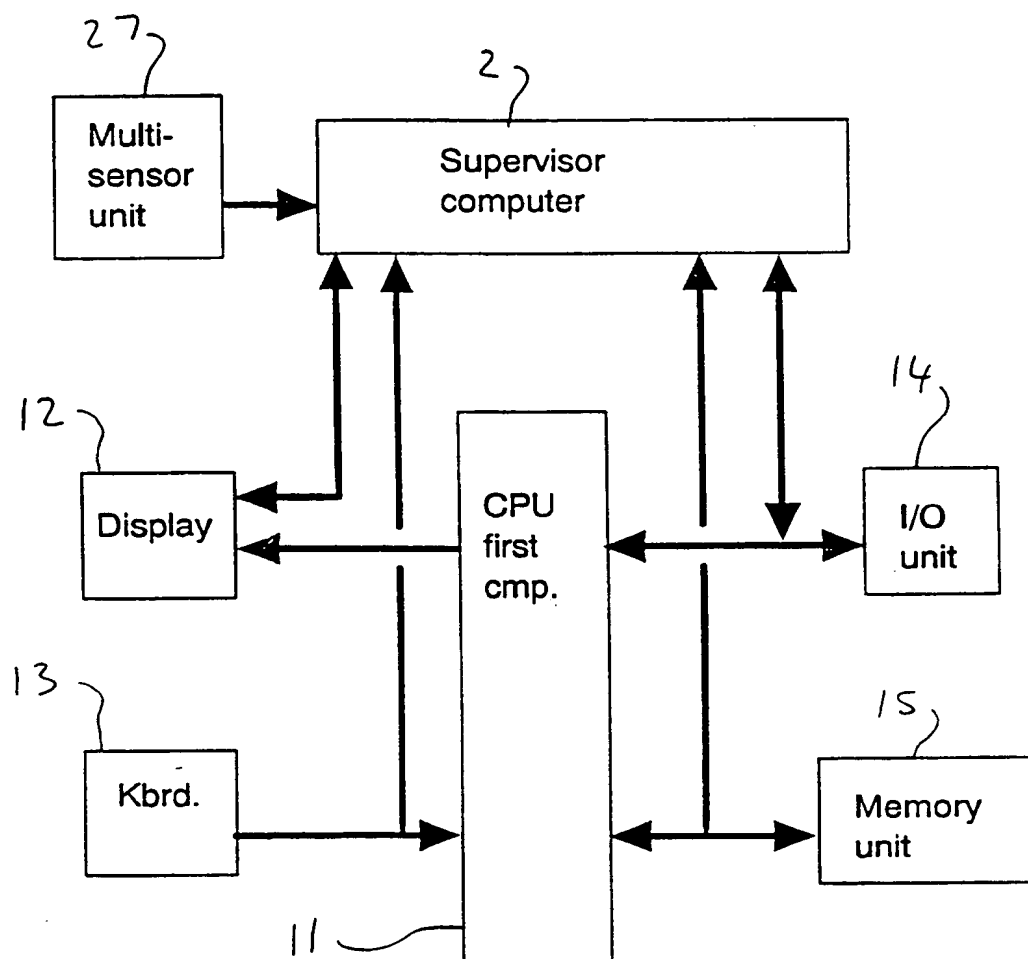 27
2
Multi-
sensor
unit
Supervisor
computer
12
14
Display
CPU
first
cmp.
I/O
unit
13
15
Kbrd.
Memory
unit
11